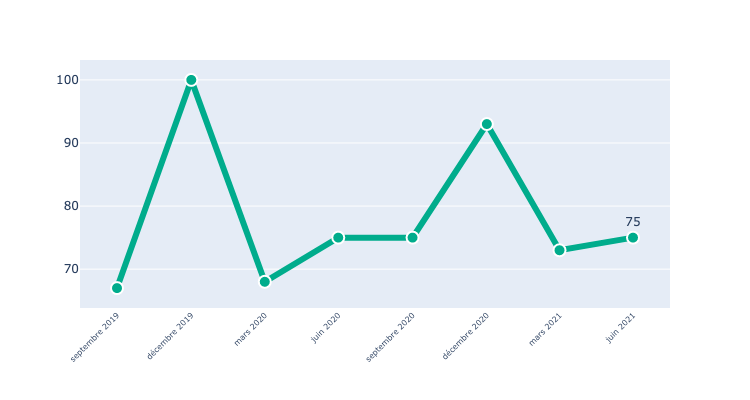 100
90
80
70
75
septembre 2019
décembre 2019
mars 2020
juin 2020
septembre 2020
décembre 2020
mars 2021
juin 2021